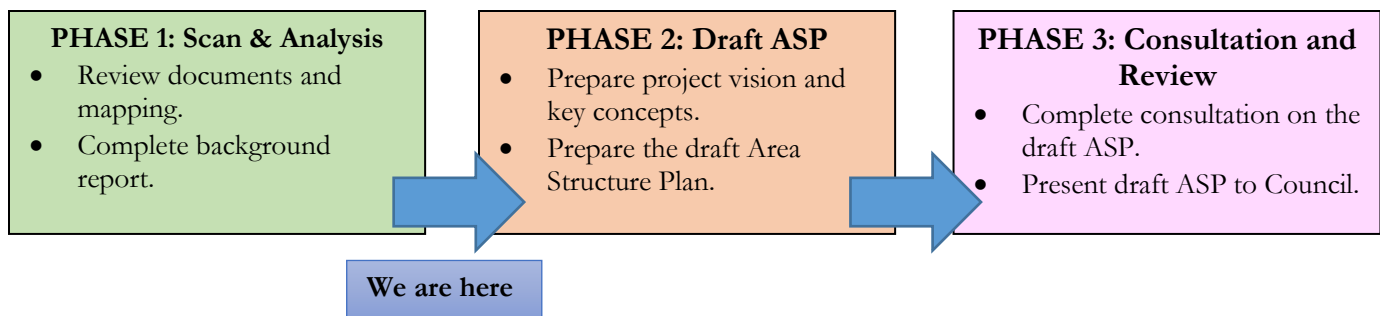 PHASE 1: Scan & Analysis
• Review documents and
mapping.
• Complete background
report.
PHASE 2: Draft ASP
• Prepare project vision and
key concepts.
• Prepare the draft Area
Structure Plan.
PHASE 3: Consultation and
Review
• Complete consultation on the
draft ASP.
• Present draft ASP to Council.
We are here